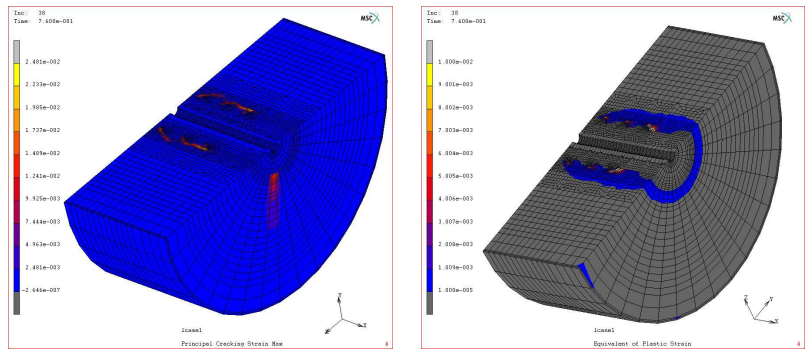 Inc: 38
Time: 7.600e-001
MSC
2.481e-002
2.233e-002
1.985e-002
1.737e-002
1.489e-002
1.241e-002
9.925e-003
7.444e-003
4.963e-003
2.481e-003
-2.646e-007
Z
X
lcase1
Principal Cracking Strain Max
4
Inc: 38
Time: 7.600e-001
MSC
1.000e-002
9.001e-003
8.002e-003
7.003e-003
6.004e-003
5.005e-003
4.006e-003
3.007e-003
2.008e-003
1.009e-003
1.000e-005
Z
Y
X
lcase1
Equivalent of Plastic Strain
4